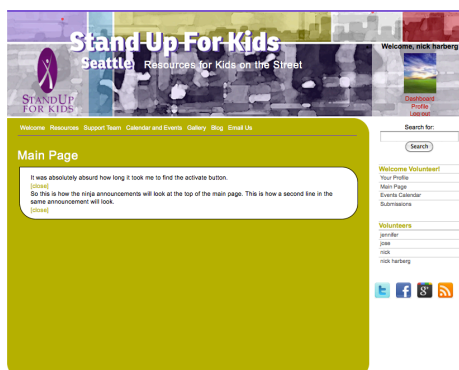 Stand Up For Kids
Seattle Resources for Kids on the Street
STANDUP
FOR KIDS
Welcome, nick harberg
Dashboard
Profile
Log out
Welcome Resources Support Team Calendar and Events Gallery Blog Email Us
Search for:
Search
Main Page
It was absolutely absurd how long it took me to find the activate button.
[close]
So this is how the ninja announcements will look at the top of the main page. This is how a second line in the
same announcement will look.
[close]
Welcome Volunteer!
Your Profile
Main Page
Events Calendar
Submissions
Volunteers
jennifer
jose
nick
nick harberg